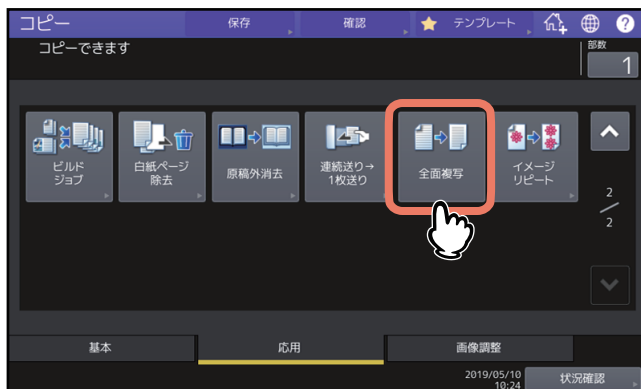 コピー
保存
確認
テンプレート
?
コピーできます
部数
1
ビルド
ジョブ
白紙ページ
除去
原稿外消去
連続送り→
1枚送り
全面複写
イメージ
リピート
2
2
基本
応用
画像調整
2019/05/10
10:24
状況確認